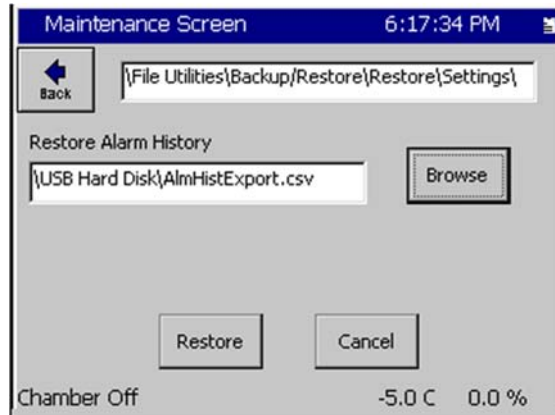 Maintenance Screen 6:17:34 PM
Back
\File Utilities\Backup/Restore\Restore\Settings\
Restore Alarm History
\USB Hard Disk\AlmHistExport.csv
Browse
Restore Cancel
Chamber Off -5.0 C 0.0 %